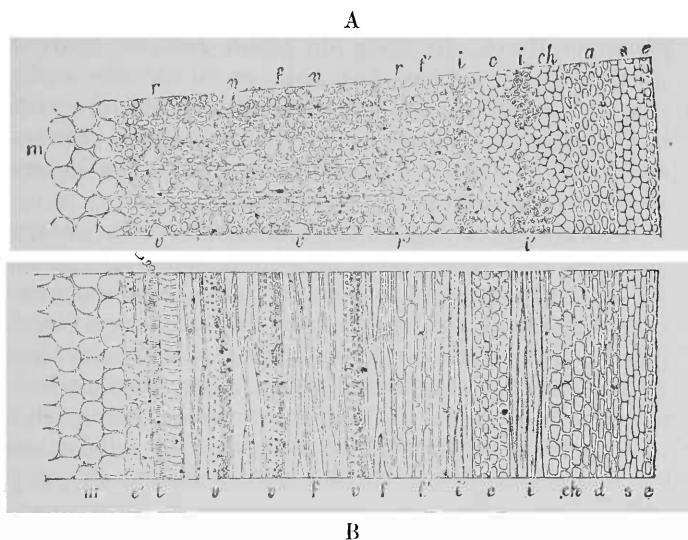 A
r v f v r f' i c i ch a s e
m
v v r' i'
m e' t v v f v f f' i' c i ch d s e
B